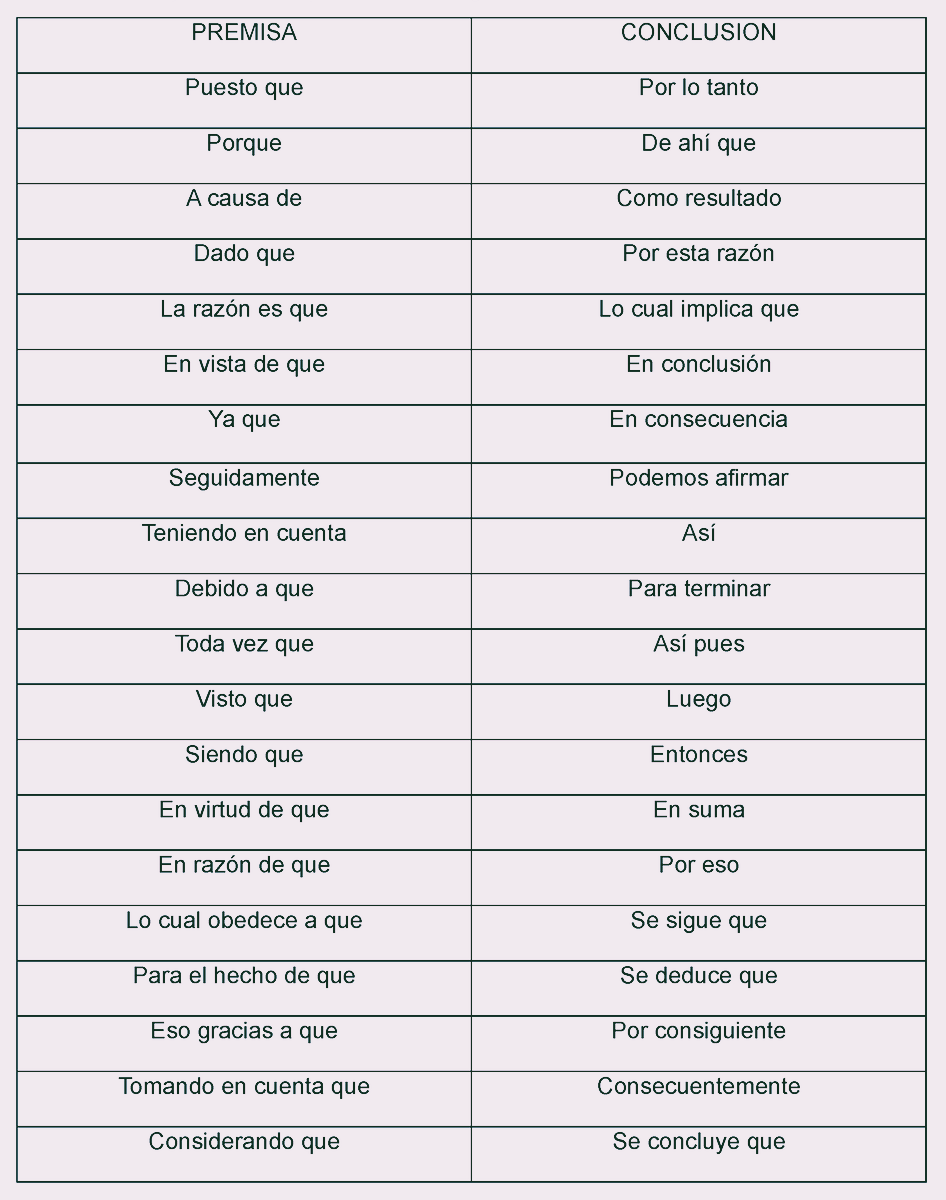 PREMISA CONCLUSION
Puesto que Por lo tanto
Porque De ahí que
A causa de Como resultado
Dado que Por esta razón
La razón es que Lo cual implica que
En vista de que En conclusión
Ya que En consecuencia
Seguidamente Podemos afirmar
Teniendo en cuenta Así
Debido a que Para terminar
Toda vez que Así pues
Visto que Luego
Siendo que Entonces
En virtud de que En suma
En razón de que Por eso
Lo cual obedece a que Se sigue que
Para el hecho de que Se deduce que
Eso gracias a que Por consiguiente
Tomando en cuenta que Consecuentemente
Considerando que Se concluye que